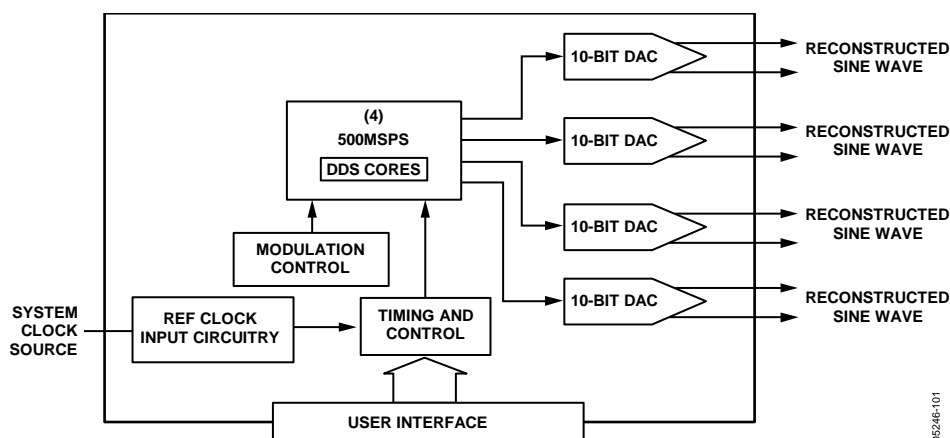 10-BIT DAC
RECONSTRUCTED
SINE WAVE
(4)
500MSPS
DDS CORES
10-BIT DAC
RECONSTRUCTED
SINE WAVE
10-BIT DAC
RECONSTRUCTED
SINE WAVE
MODULATION
CONTROL
10-BIT DAC
RECONSTRUCTED
SINE WAVE
SYSTEM
CLOCK
SOURCE
REF CLOCK
INPUT CIRCUITRY
TIMING AND
CONTROL
USER INTERFACE